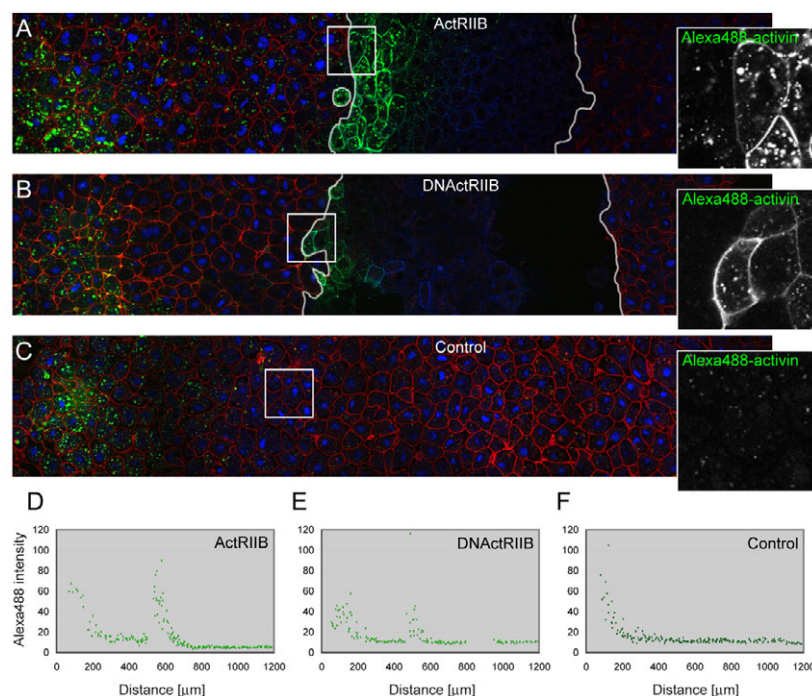 A
ActRIIB
Alexa488-activin
B
DNActRIIB
Alexa488-activin
C
Control
Alexa488-activin
D
E
F
Alexa488 intensity
120
100
80
60
40
20
0
ActRIIB
0 200 400 600 800 1000 1200
Distance [µm]
120
100
80
60
40
20
0
DNActRIIB
0 200 400 600 800 1000 1200
Distance [µm]
120
100
80
60
40
20
0
Control
0 200 400 600 800 1000 1200
Distance [µm]